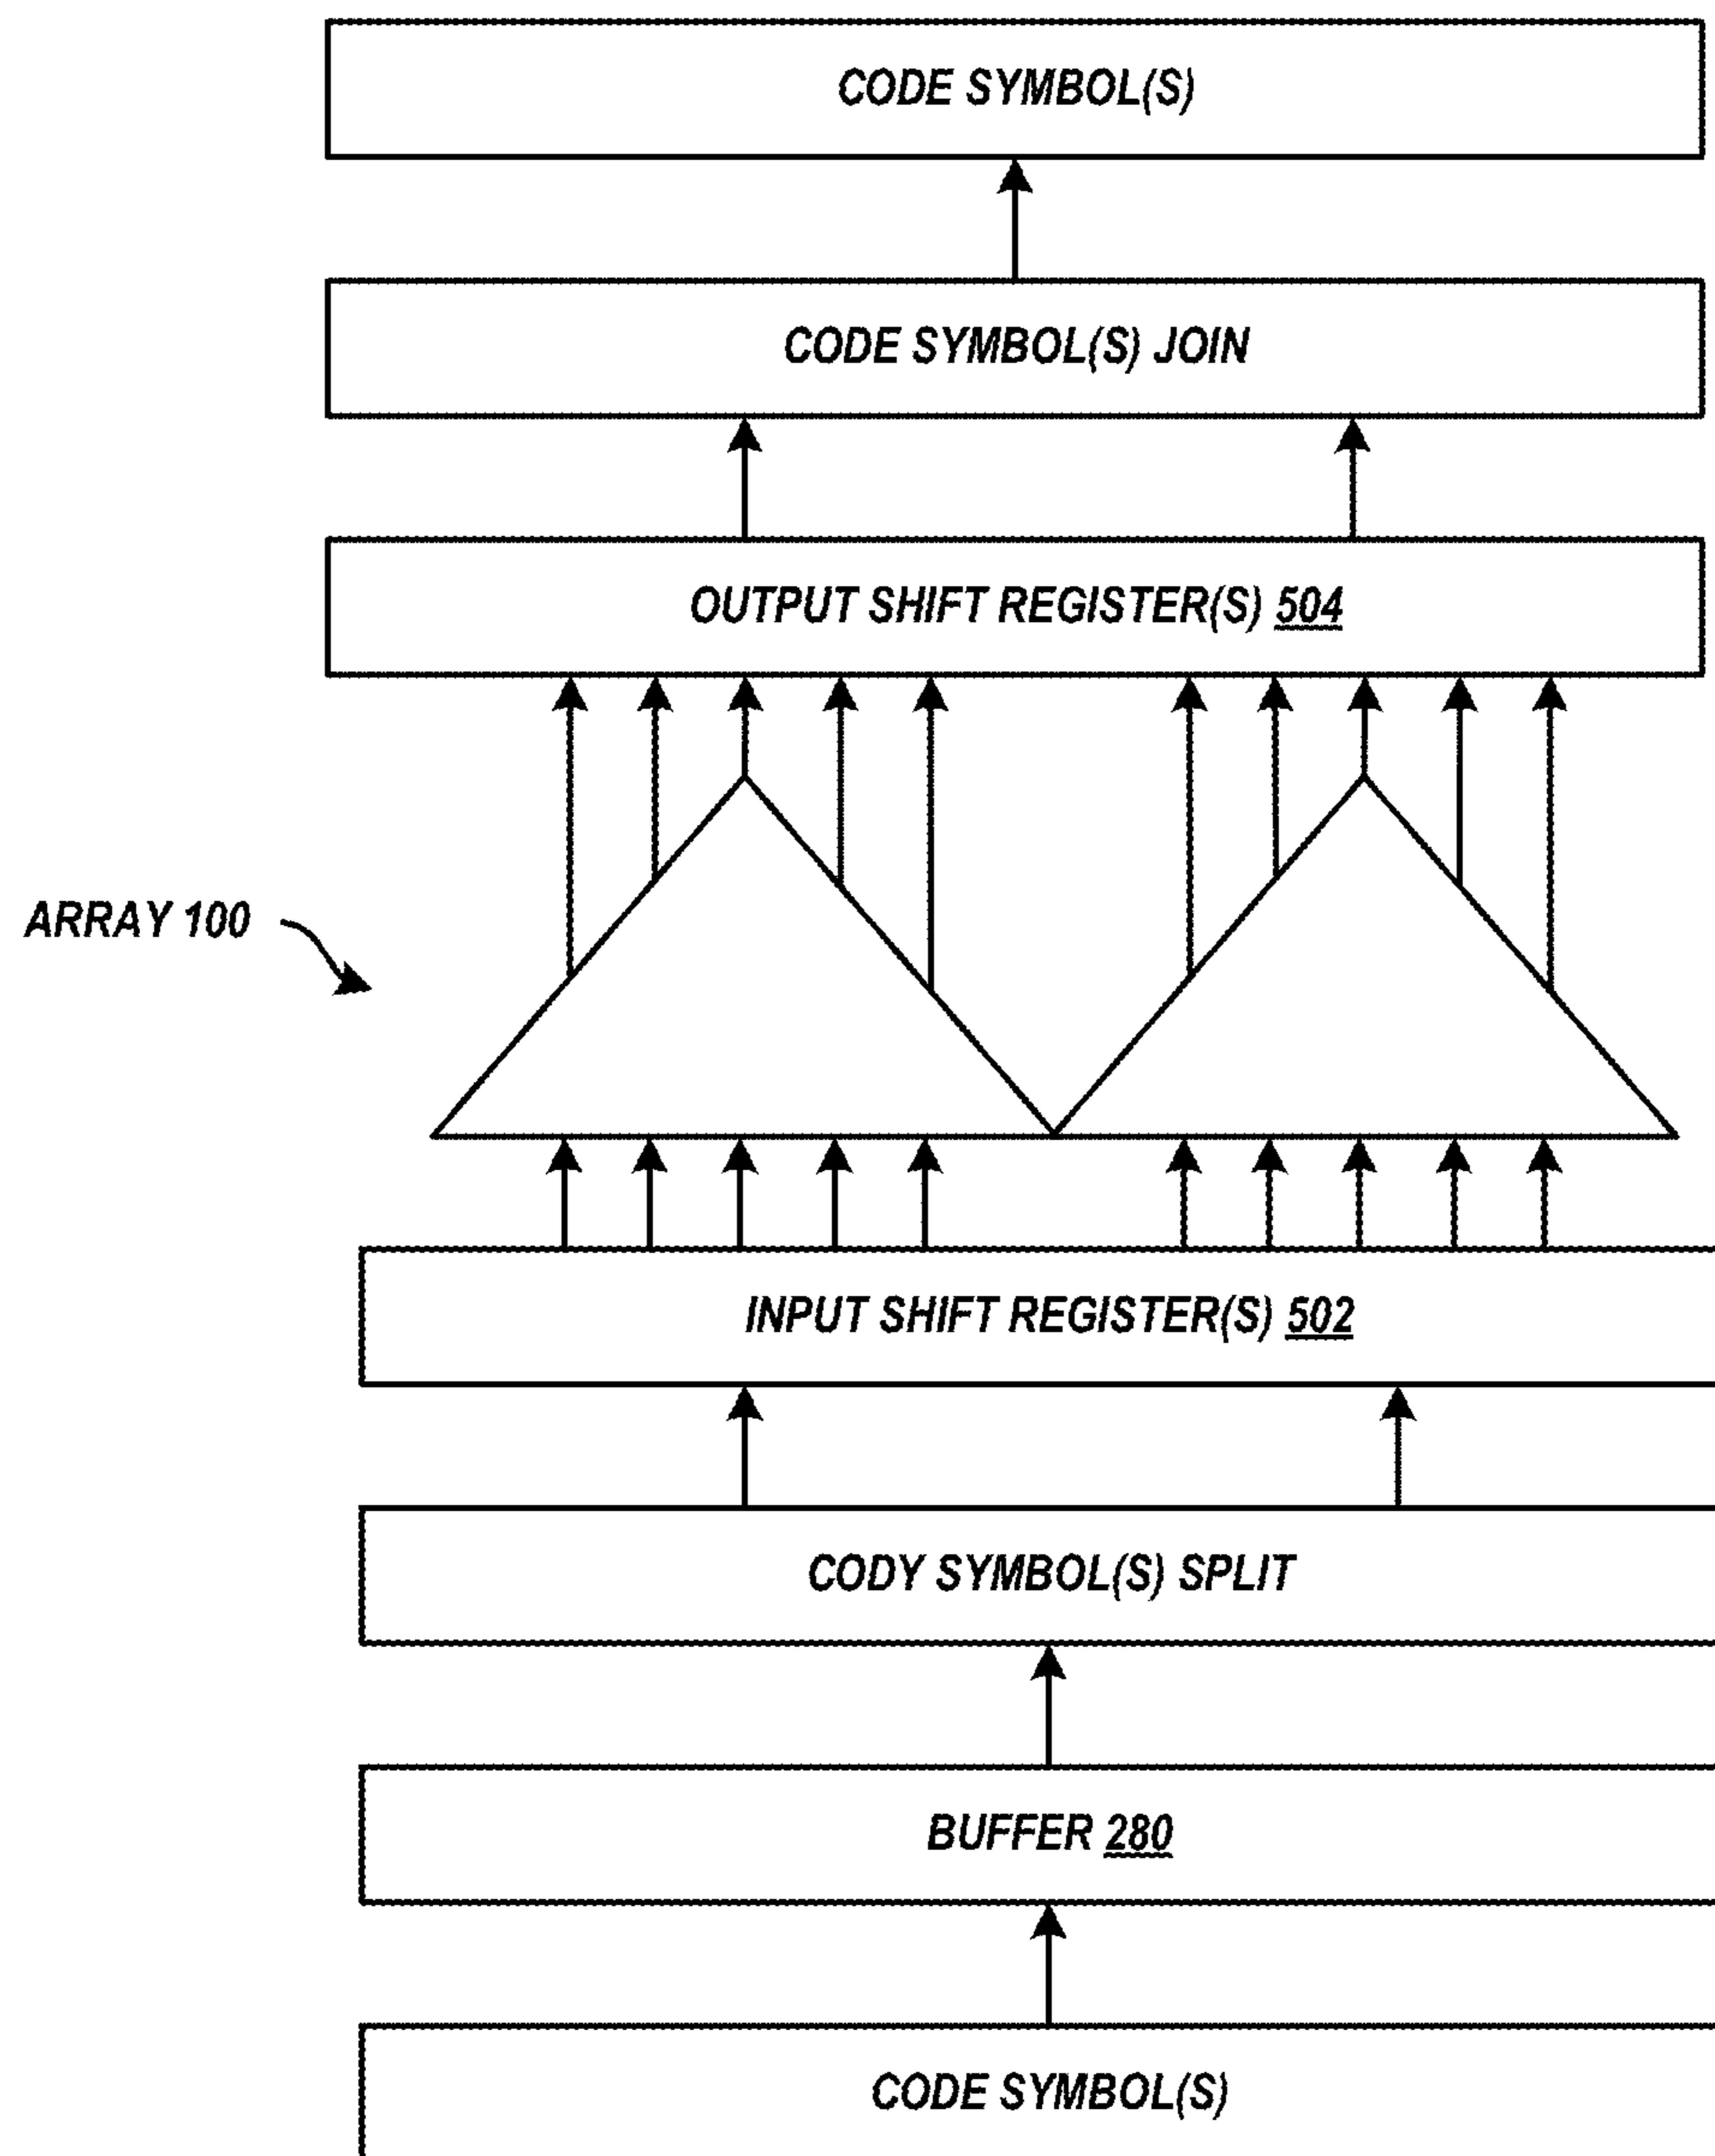 CODE SYMBOL(S)
CODE SYMBOL(S) JOIN
OUTPUT SHIFT REGISTER(S) 504
ARRAY 100
INPUT SHIFT REGISTER(S) 502
CODY SYMBOL(S) SPLIT
BUFFER 280
CODE SYMBOL(S)